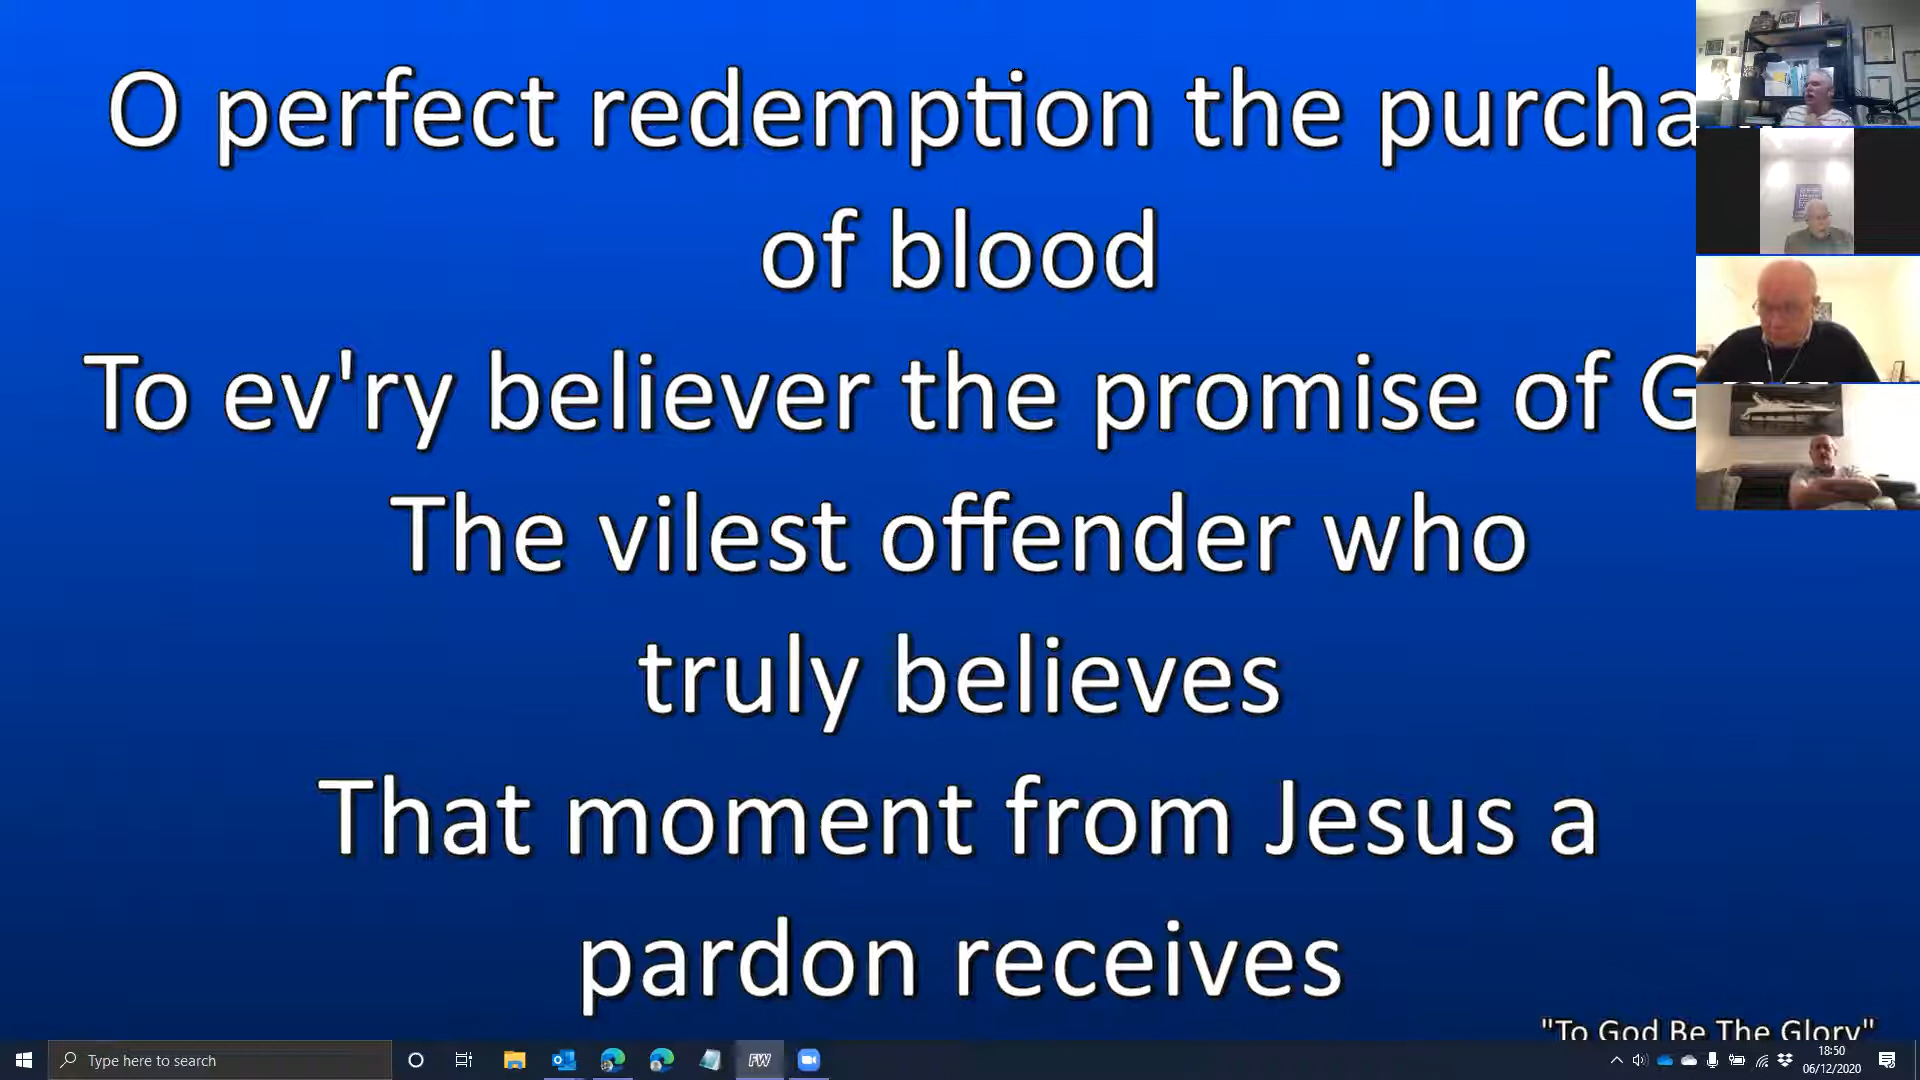 O perfect redemption the purcha
of blood
To ev'ry believer the promise of G
The vilest offender who
truly believes
That moment from Jesus a
pardon receives
"To God Be The Glory"
Type here to search
FW
18:50
06/12/2020